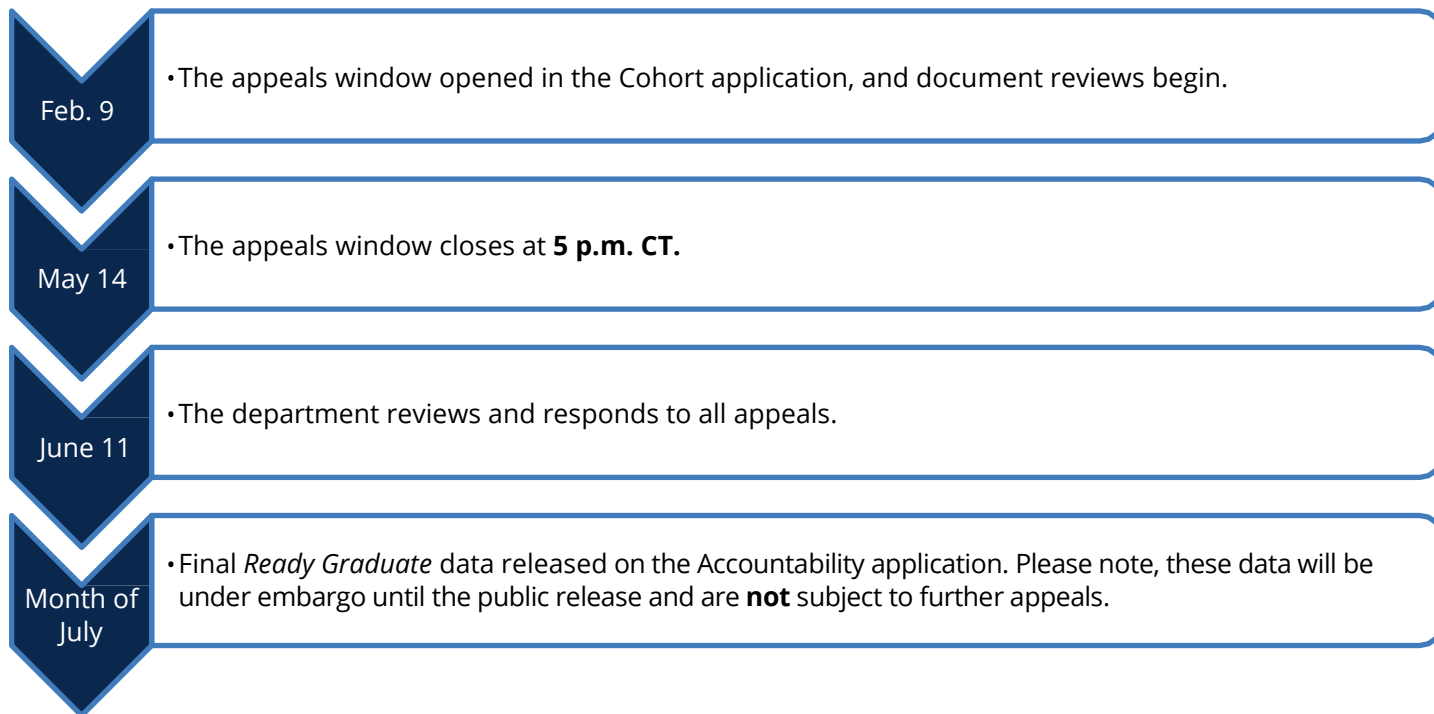 Feb. 9
•The appeals window opened in the Cohort application, and document reviews begin.
May 14
•The appeals window closes at 5 p.m. CT.
June 11
•The department reviews and responds to all appeals.
Month of
July
•Final Ready Graduate data released on the Accountability application. Please note, these data will be
under embargo until the public release and are not subject to further appeals.